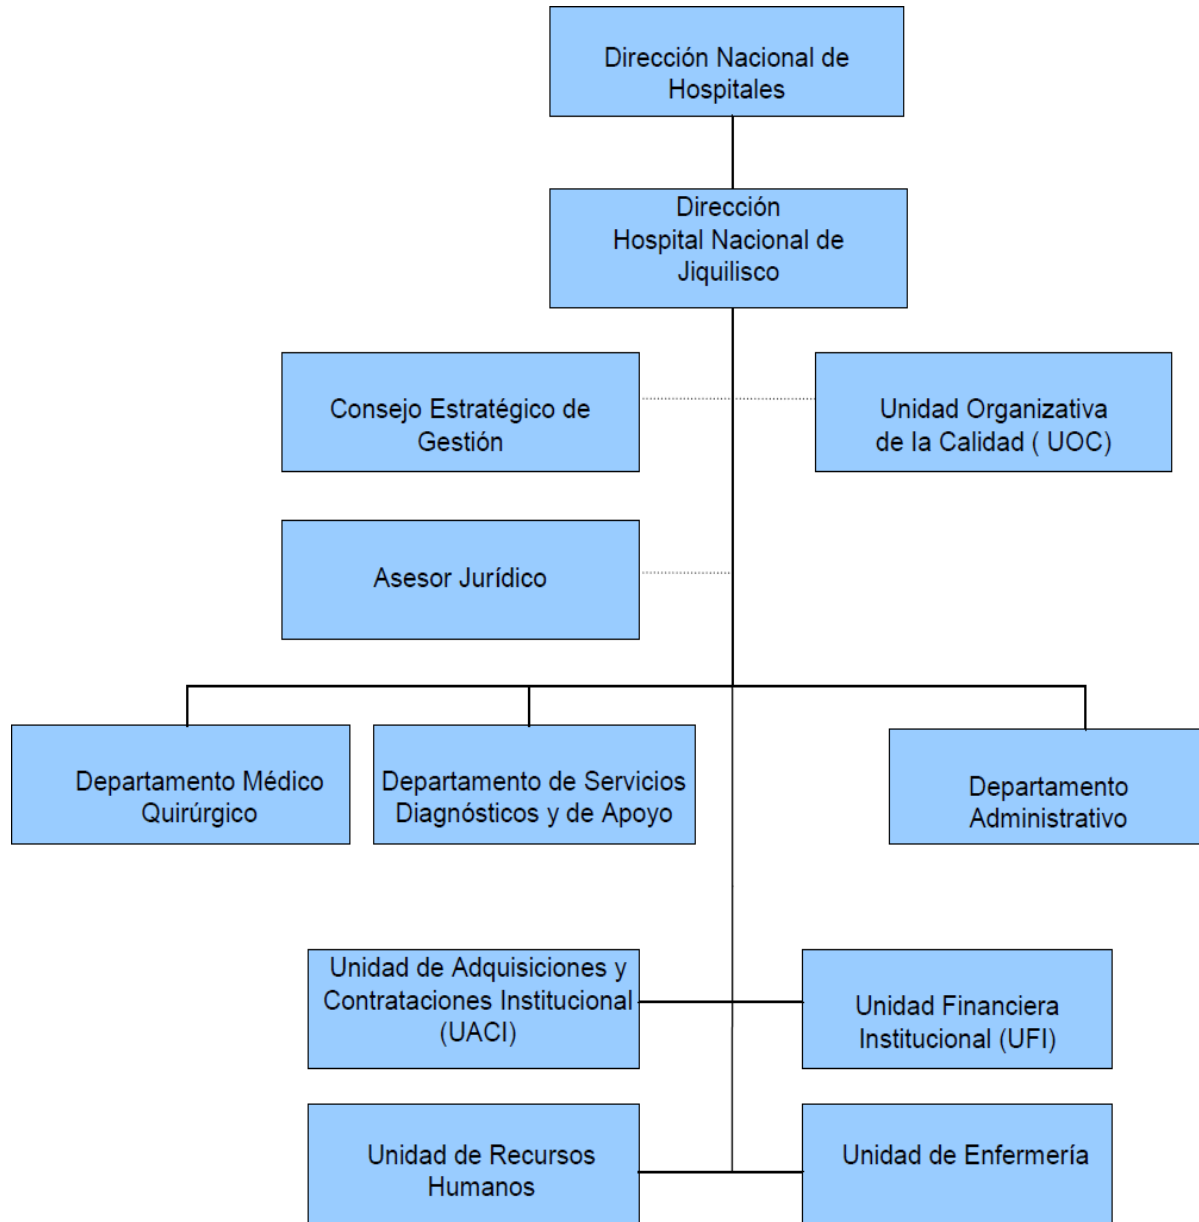 Dirección Nacional de
Hospitales
Dirección
Hospital Nacional de
Jiquilisco
Consejo Estratégico de
Gestión
Unidad Organizativa
de la Calidad ( UOC)
Asesor Jurídico
Departamento Médico
Quirúrgico
Departamento de Servicios
Diagnósticos y de Apoyo
Departamento
Administrativo
Unidad de Adquisiciones y
Contrataciones Institucional
(UACI)
Unidad Financiera
Institucional (UFI)
Unidad de Recursos
Humanos
Unidad de Enfermería